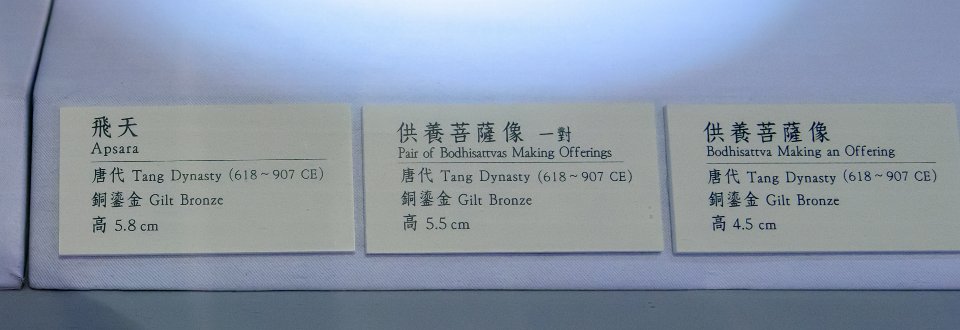 飛天
Apsara
唐代 Tang Dynasty (618~907 CE)
銅鎏金 Gilt Bronze
高 5.8 cm
供養菩薩像 一對
Pair of Bodhisattvas Making Offerings
唐代 Tang Dynasty (618~907 CE)
銅鎏金 Gilt Bronze
高 5.5 cm
供養菩薩像
Bodhisattva Making an Offering
唐代 Tang Dynasty (618~907 CE)
銅鎏金 Gilt Bronze
高 4.5 cm